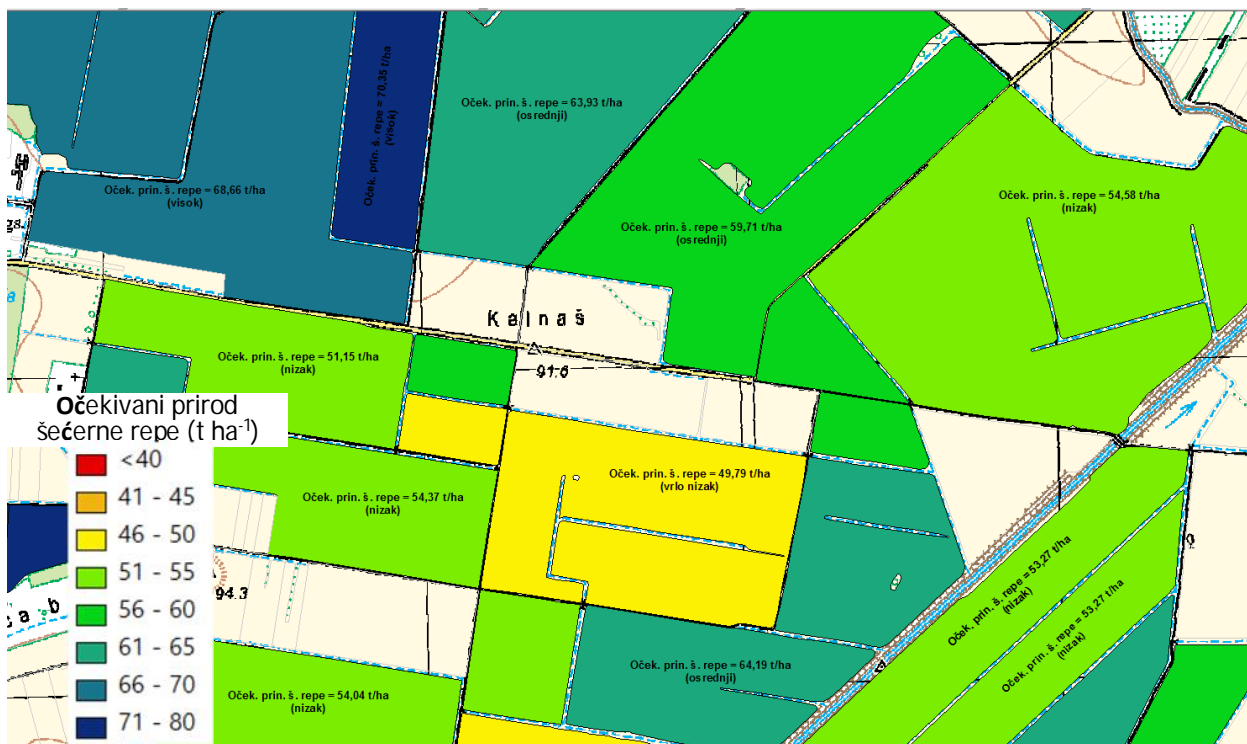 Oček. prin. š. repe = 70,35 t/ha
(visok)
Oček. prin. š. repe = 63,93 t/ha
(osrednji)
Oček. prin. š. repe = 68,66 t/ha
(visok)
Oček. prin. š. repe = 54,58 t/ha
(nizak)
Oček. prin. š. repe = 59,71 t/ha
(osrednji)
Kalnaš
91.6
Oček. prin. š. repe = 51,15 t/ha
(nizak)
Očekivani prirod
šećerne repe (t ha-1)
<40
41 - 45
46 - 50
51 - 55
56 - 60
61 - 65
66 - 70
71 - 80
Oček. prin. š. repe = 49,79 t/ha
(vrlo nizak)
Oček. prin. š. repe = 54,37 t/ha
(nizak)
94.3
Oček. prin. š. repe = 53,27 t/ha
(nizak)
Oček. prin. š. repe = 53,27 t/ha
(nizak)
Oček. prin. š. repe = 64,19 t/ha
(osrednji)
Oček. prin. š. repe = 54,04 t/ha
(nizak)